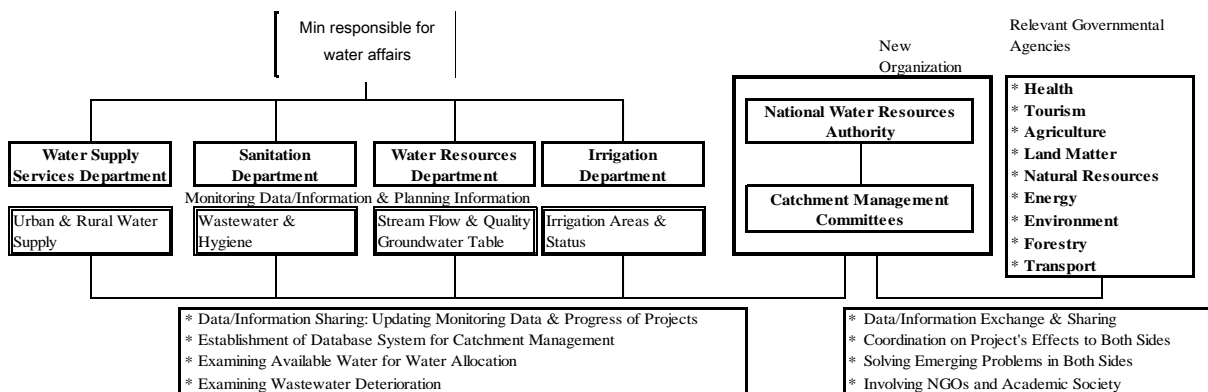 Min responsible for
water affairs
New
Organization
Relevant Governmental
Agencies
* Health
* Tourism
* Agriculture
* Land Matter
* Natural Resources
* Energy
* Environment
* Forestry
* Transport
National Water Resources
Authority
Catchment Management
Committees
Water Supply
Services Department
Sanitation
Department
Water Resources
Department
Irrigation
Department
Monitoring Data/Information & Planning Information
Urban & Rural Water
Supply
Wastewater &
Hygiene
Stream Flow & Quality
Groundwater Table
Irrigation Areas &
Status
* Data/Information Sharing: Updating Monitoring Data & Progress of Projects
* Establishment of Database System for Catchment Management
* Examining Available Water for Water Allocation
* Examining Wastewater Deterioration
* Data/Information Exchange & Sharing
* Coordination on Project's Effects to Both Sides
* Solving Emerging Problems in Both Sides
* Involving NGOs and Academic Society